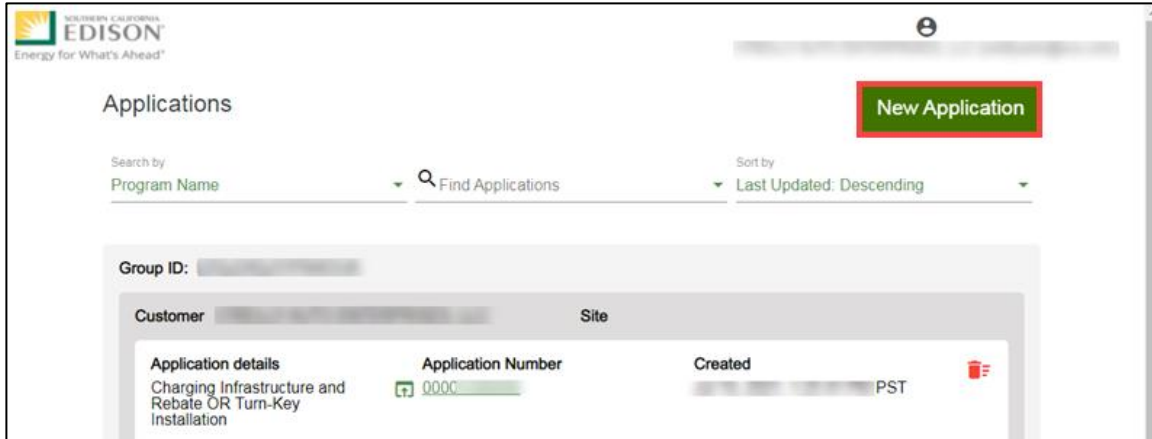 SOUTHERN CALIFORNIA
EDISON®
Energy for What's Ahead®
Applications
New Application
Search by
Program Name
Find Applications
Sort by
Last Updated: Descending
Group ID:
Customer
Site
Application details
Application Number
Created
Charging Infrastructure and
Rebate OR Turn-Key
Installation
0000
PST